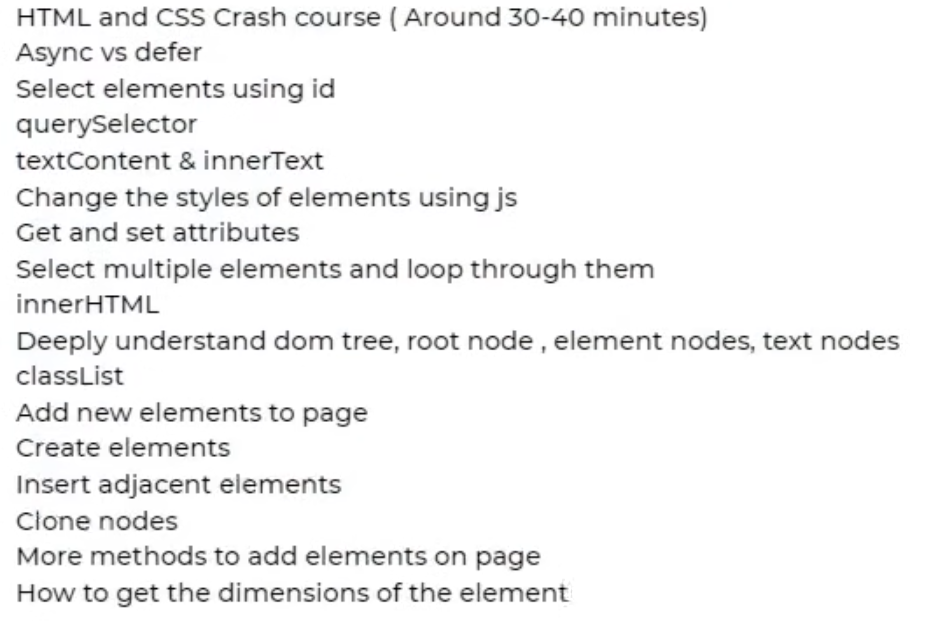 HTML and CSS Crash course ( Around 30-40 minutes)
Async vs defer
Select elements using id
querySelector
textContent & innerText
Change the styles of elements using js
Get and set attributes
Select multiple elements and loop through them
innerHTML
Deeply understand dom tree, root node , element nodes, text nodes
classList
Add new elements to page
Create elements
Insert adjacent elements
Clone nodes
More methods to add elements on page
How to get the dimensions of the element